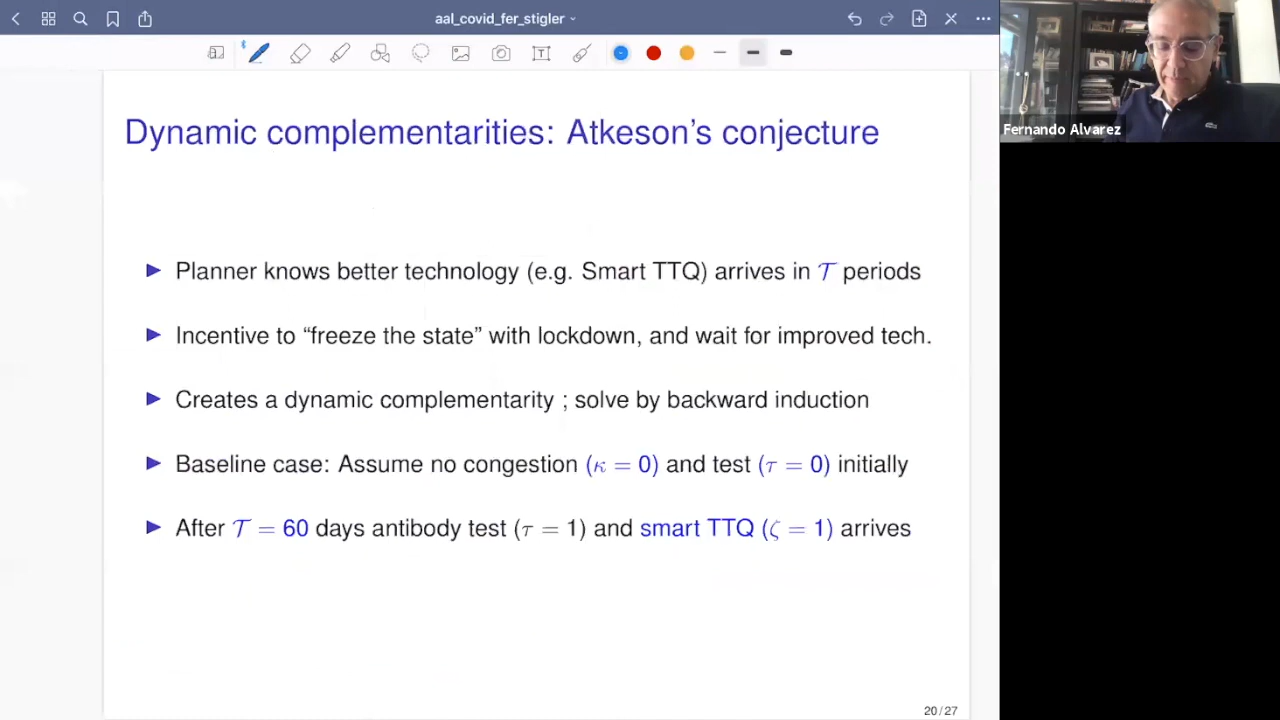 aal_covid_fer_stigler
Dynamic complementarities: Atkeson's conjecture
Planner knows better technology (e.g. Smart TTQ) arrives in 𝒯 periods
Incentive to “freeze the state” with lockdown, and wait for improved tech.
Creates a dynamic complementarity ; solve by backward induction
Baseline case: Assume no congestion (κ = 0) and test (τ = 0) initially
After 𝒯 = 60 days antibody test (τ = 1) and smart TTQ (ζ = 1) arrives
20/27
Fernando Alvarez